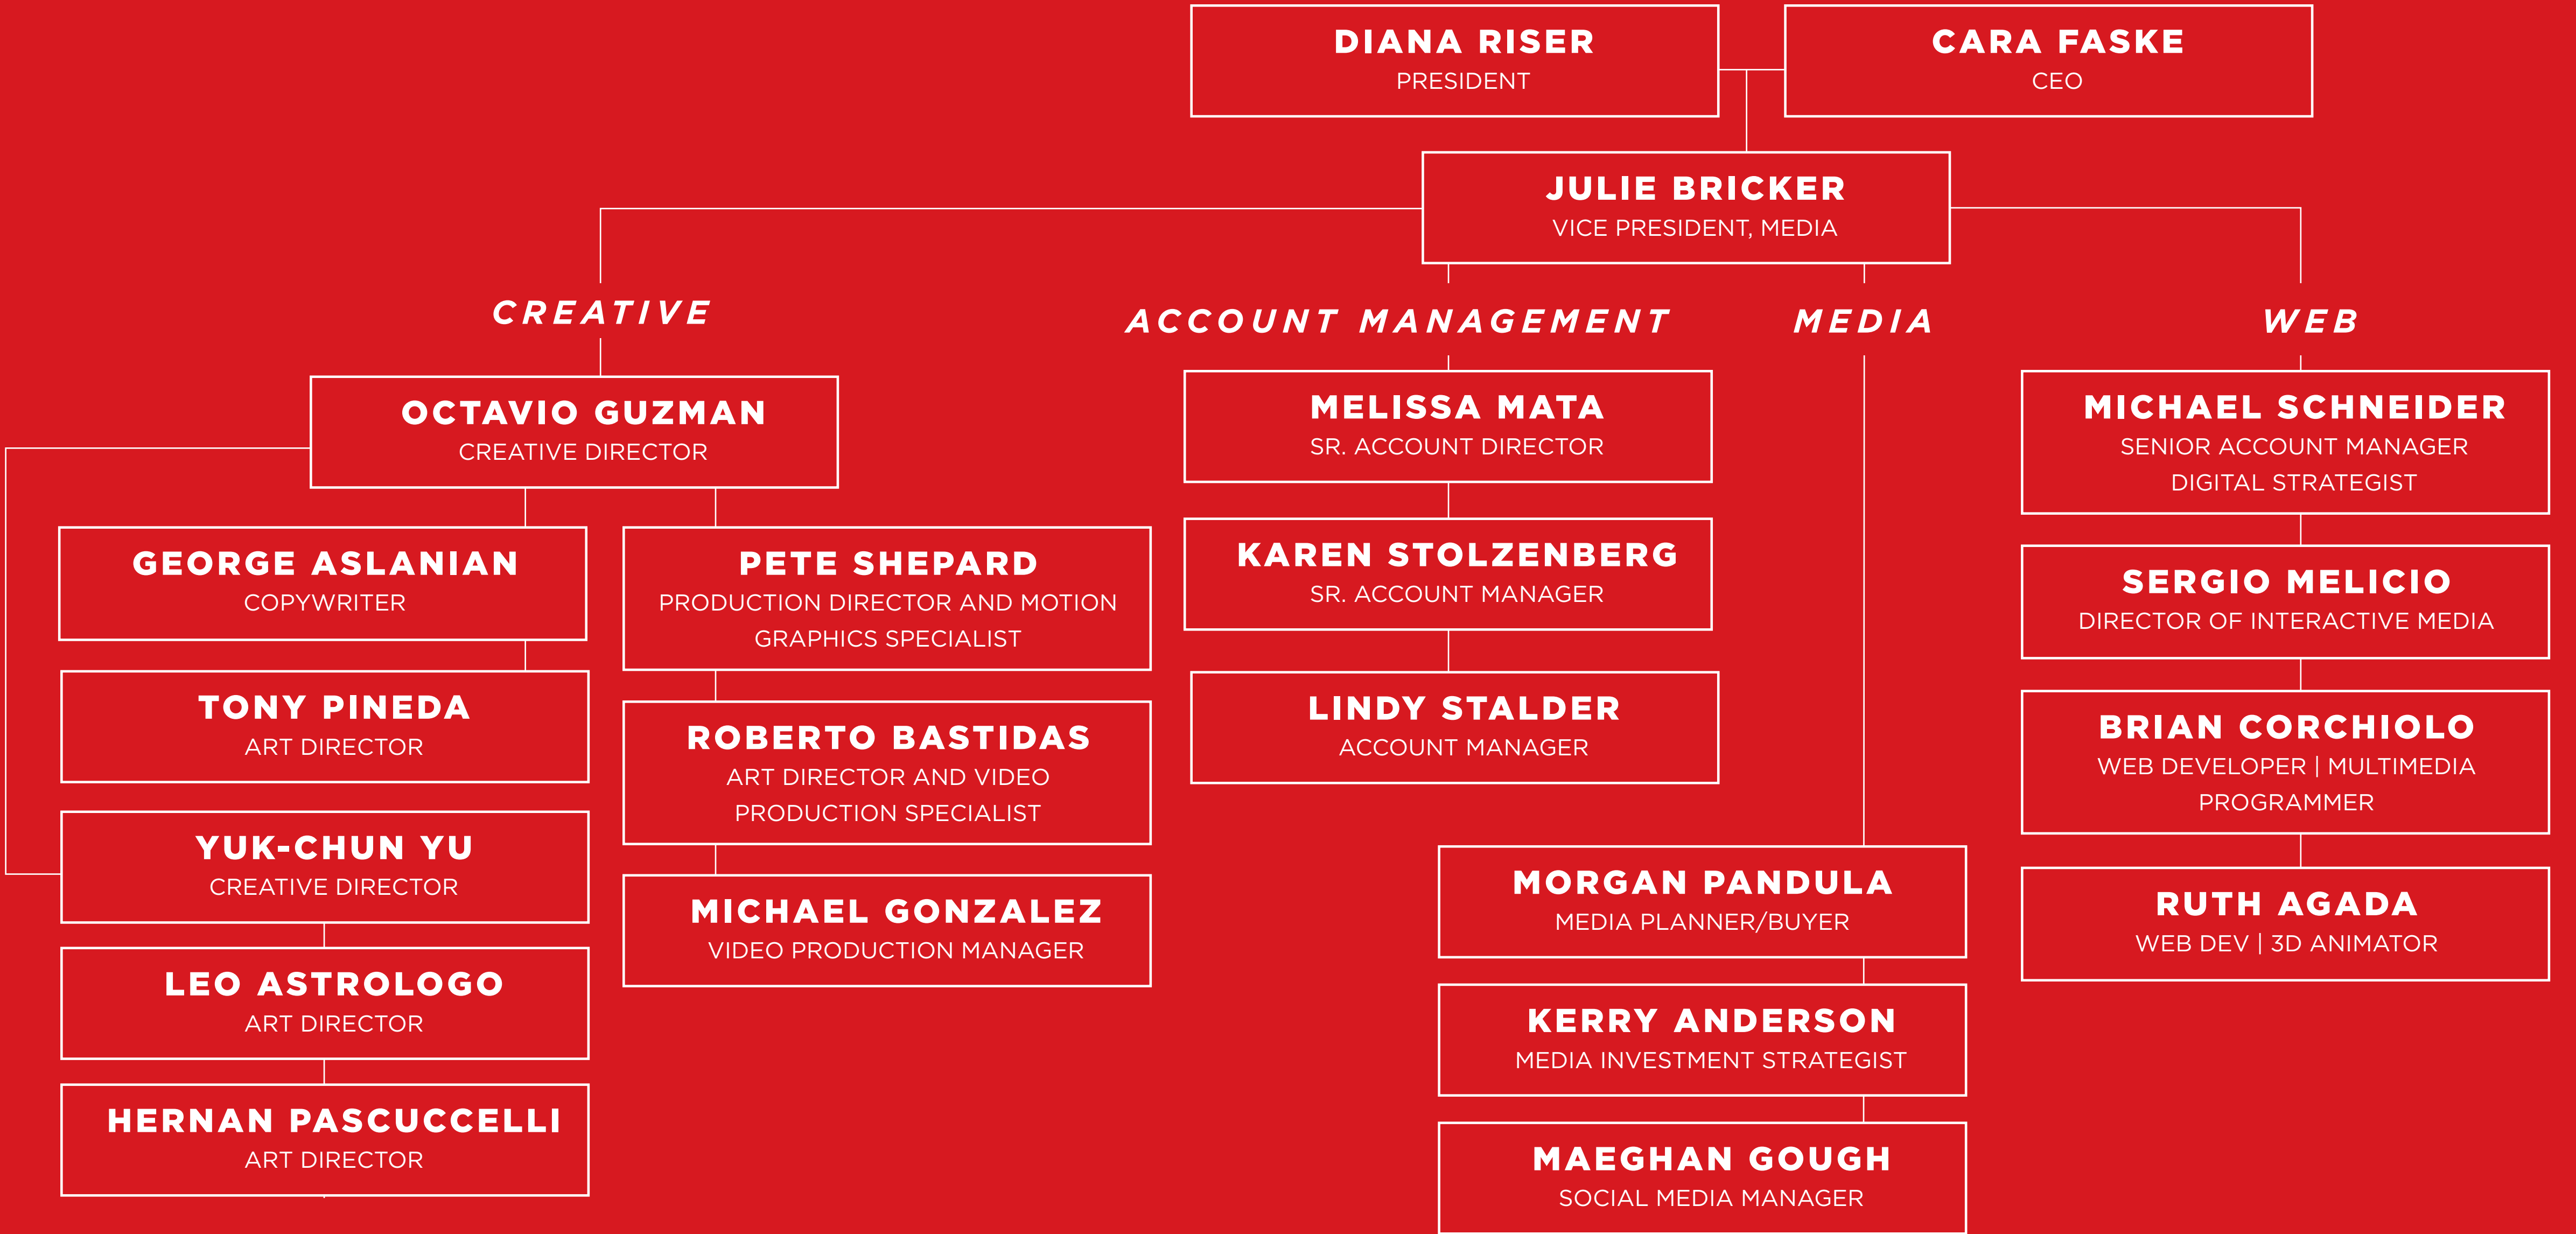 DIANA RISER
PRESIDENT
CARA FASKE
CEO
JULIE BRICKER
VICE PRESIDENT, MEDIA
CREATIVE
OCTAVIO GUZMAN
CREATIVE DIRECTOR
GEORGE ASLANIAN
COPYWRITER
TONY PINEDA
ART DIRECTOR
YUK-CHUN YU
CREATIVE DIRECTOR
LEO ASTROLOGO
ART DIRECTOR
HERNAN PASCUCCELLI
ART DIRECTOR
PETE SHEPARD
PRODUCTION DIRECTOR AND MOTION
GRAPHICS SPECIALIST
ROBERTO BASTIDAS
ART DIRECTOR AND VIDEO
PRODUCTION SPECIALIST
MICHAEL GONZALEZ
VIDEO PRODUCTION MANAGER
ACCOUNT MANAGEMENT
MELISSA MATA
SR. ACCOUNT DIRECTOR
KAREN STOLZENBERG
SR. ACCOUNT MANAGER
LINDY STALDER
ACCOUNT MANAGER
MEDIA
MORGAN PANDULA
MEDIA PLANNER/BUYER
KERRY ANDERSON
MEDIA INVESTMENT STRATEGIST
MAEGHAN GOUGH
SOCIAL MEDIA MANAGER
WEB
MICHAEL SCHNEIDER
SENIOR ACCOUNT MANAGER
DIGITAL STRATEGIST
SERGIO MELICIO
DIRECTOR OF INTERACTIVE MEDIA
BRIAN CORCHIOLO
WEB DEVELOPER | MULTIMEDIA
PROGRAMMER
RUTH AGADA
WEB DEV | 3D ANIMATOR